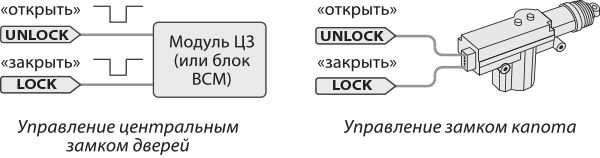 «открыть»
UNLOCK
«закрыть»
LOCK
Модуль ЦЗ
(или блок
BCM)
Управление центральным
замком дверей
«открыть»
UNLOCK
«закрыть»
LOCK
Управление замком капота